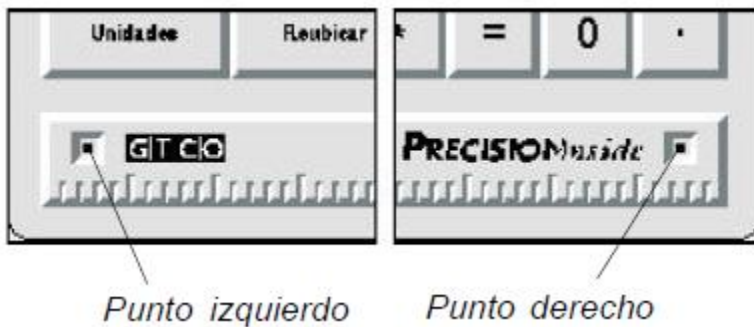 Unidades Reubicar * = 0 .
GTCO PRECISIONinside
Punto izquierdo Punto derecho